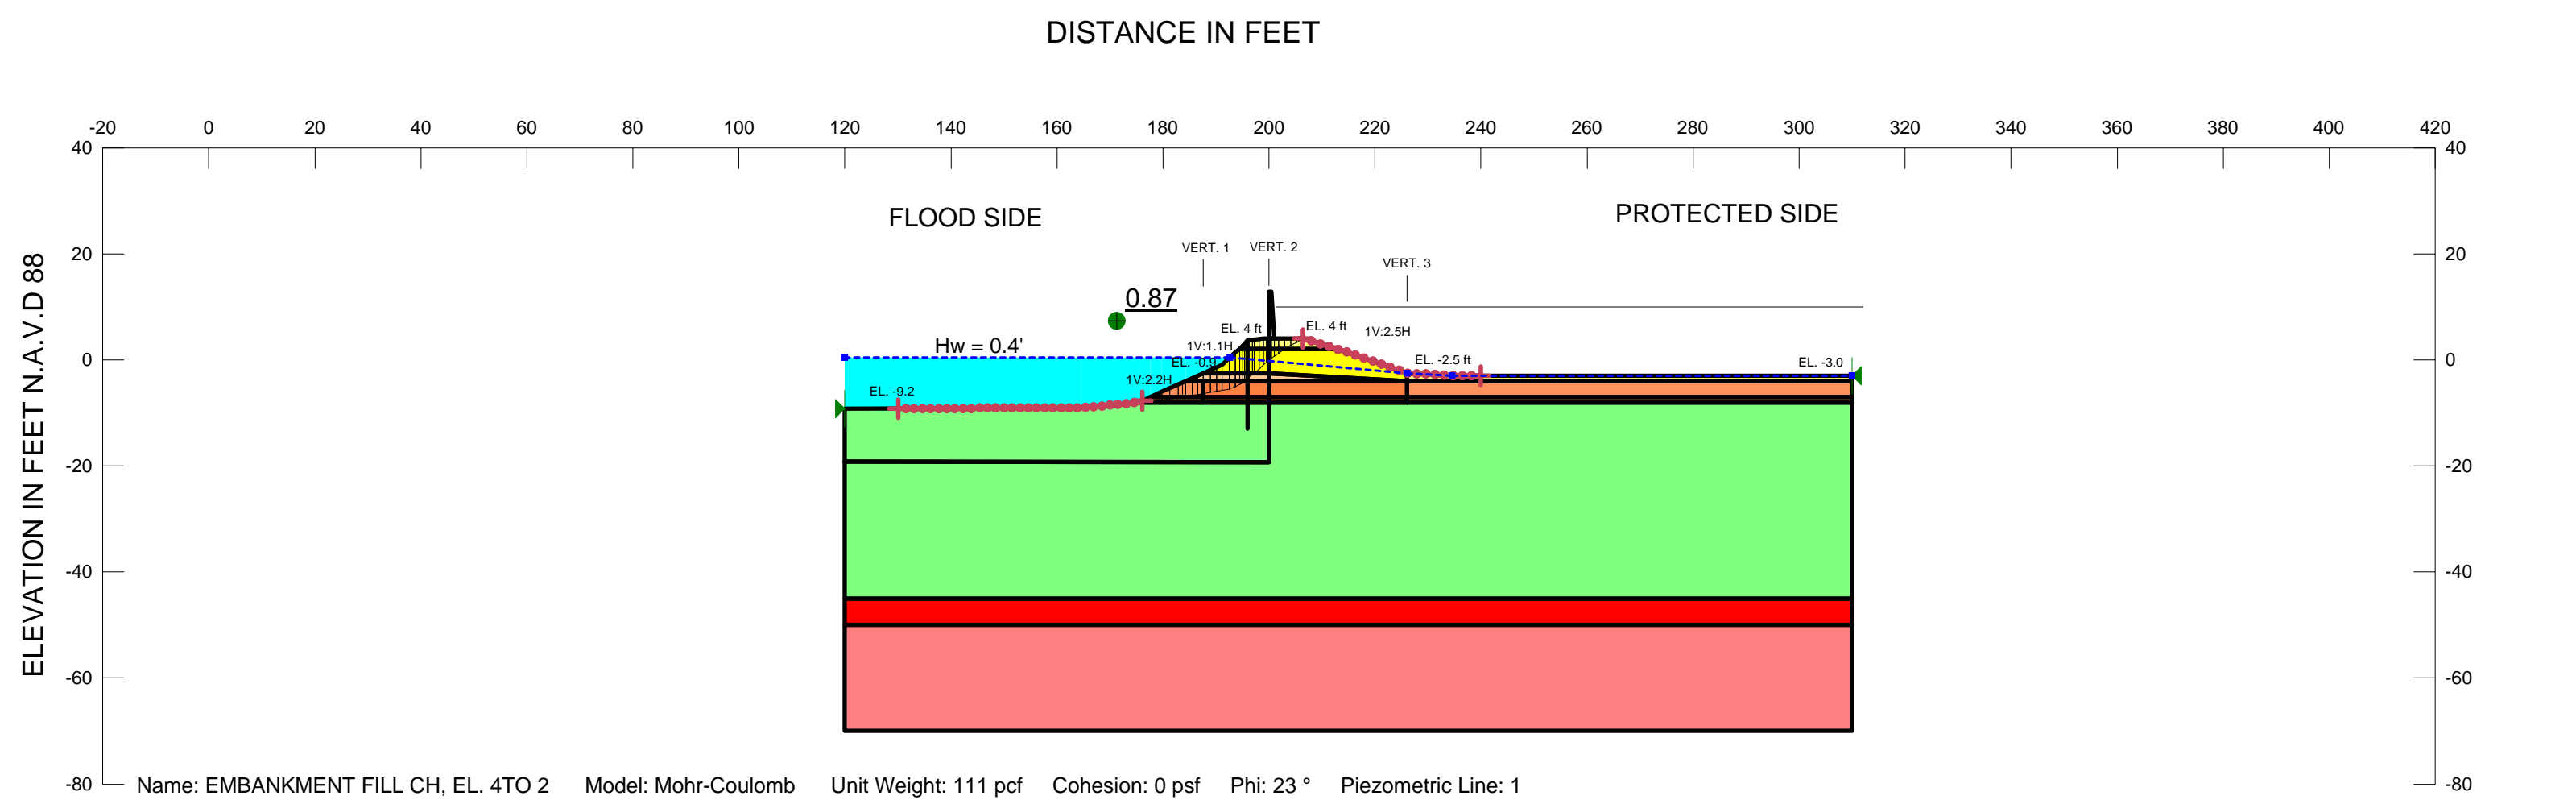 DISTANCE IN FEET
-20 0 20 40 60 80 100 120 140 160 180 200 220 240 260 280 300 320 340 360 380 400 420
40 40
FLOOD SIDE PROTECTED SIDE
20 VERT. 1 VERT. 2 20
VERT. 3
0.87
EL. 4 ft EL. 4 ft 1V:2.5H
Hw = 0.4' 1V:1.1H
0 EL. -0.9 EL. -2.5 ft EL. -3.0 0
1V:2.2H
EL. -9.2
-20 -20
-40 -40
-60 -60
-80 -80
ELEVATION IN FEET N.A.V.D 88
Name: EMBANKMENT FILL CH, EL. 4TO 2 Model: Mohr-Coulomb Unit Weight: 111 pcf Cohesion: 0 psf Phi: 23 ° Piezometric Line: 1